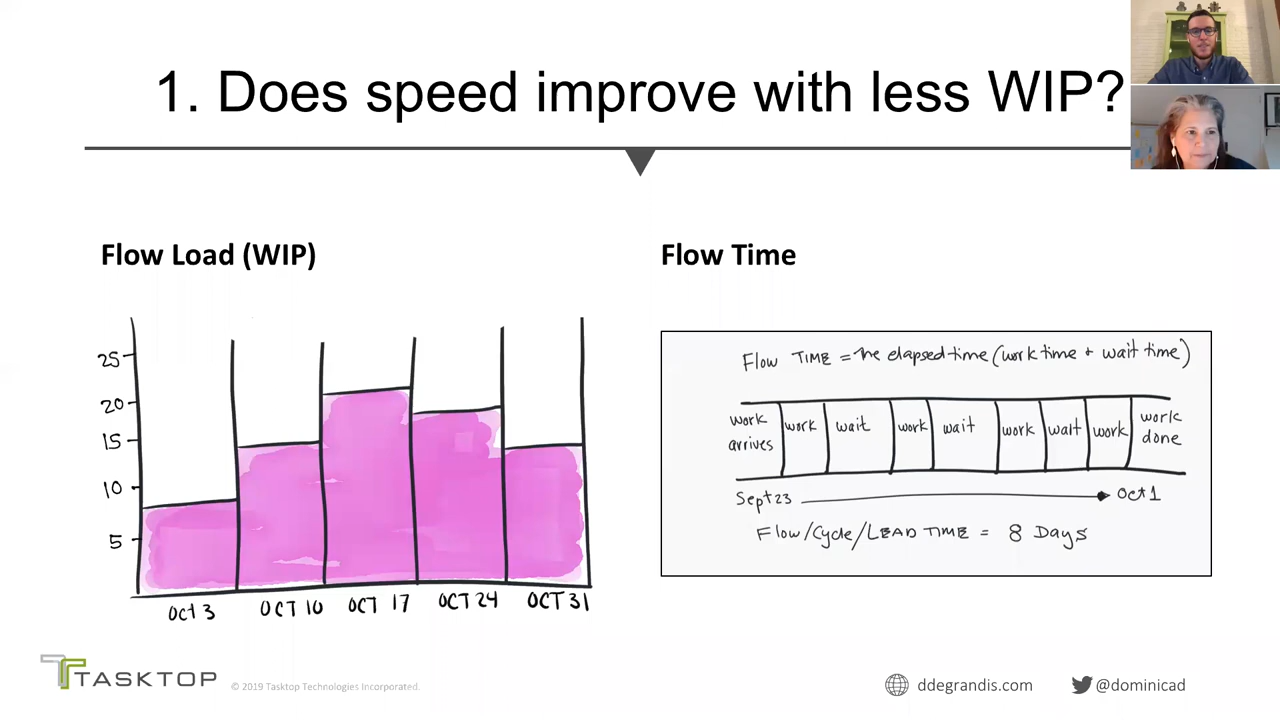 1. Does speed improve with less WIP?
Flow Load (WIP)
25
20
15
10
5
Oct 3
OCT 10
OCT 17
OCT 24
OCT 31
Flow Time
Flow TIME = The elapsed time (work time + wait time)
work arrives
work
wait
work
wait
work
wait
work
work done
Sept 23
Oct 1
Flow/Cycle/LEAD TIME = 8 Days
TASKTOP
© 2019 Tasktop Technologies Incorporated.
ddegrandis.com
@dominicad